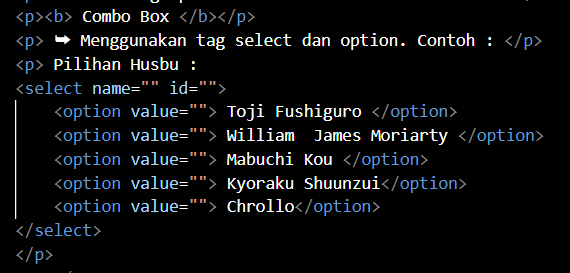 <p><b> Combo Box </b></p>
<p> ➥ Menggunakan tag select dan option. Contoh : </p>
<p> Pilihan Husbu :
<select name="" id="">
    <option value=""> Toji Fushiguro </option>
    <option value=""> William  James Moriarty </option>
    <option value=""> Mabuchi Kou </option>
    <option value=""> Kyoraku Shuunzui</option>
    <option value=""> Chrollo</option>
</select>
</p>